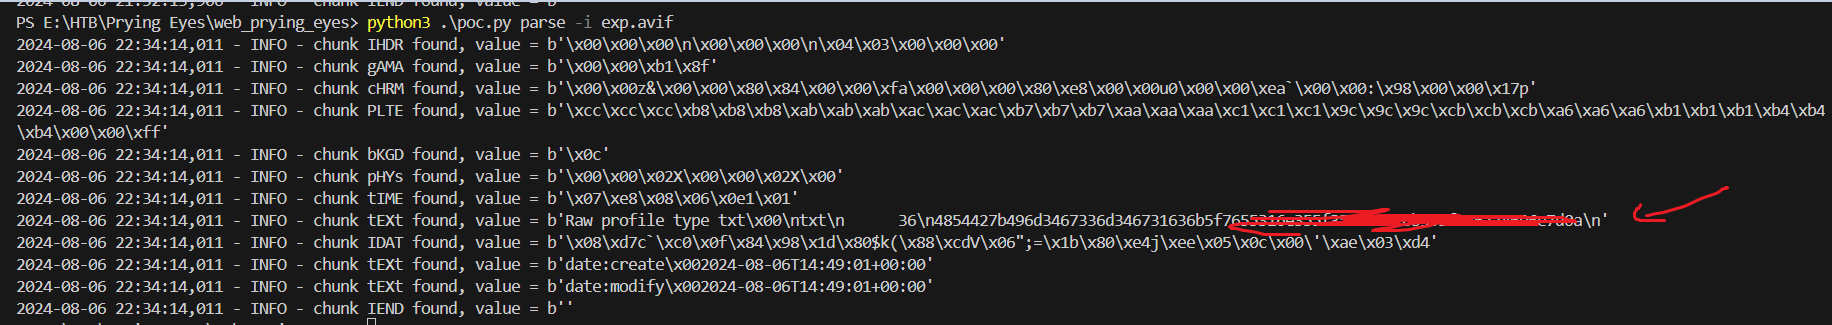 PS E:\HTB\Prying Eyes\web_prying_eyes> python3 .\poc.py parse -i exp.avif
2024-08-06 22:34:14,011 - INFO - chunk IHDR found, value = b'\x00\x00\x00\n\x00\x00\x00\n\x04\x03\x00\x00\x00'
2024-08-06 22:34:14,011 - INFO - chunk gAMA found, value = b'\x00\x00\xb1\x8f'
2024-08-06 22:34:14,011 - INFO - chunk cHRM found, value = b'\x00\x00z&\x00\x00\x80\x84\x00\x00\xfa\x00\x00\x00\x80\xe8\x00\x00u0\x00\x00\xea`\x00\x00:\x98\x00\x00\x17p'
2024-08-06 22:34:14,011 - INFO - chunk PLTE found, value = b'\xcc\xcc\xcc\xb8\xb8\xb8\xab\xab\xab\xac\xac\xac\xb7\xb7\xb7\xaa\xaa\xaa\xc1\xc1\xc1\x9c\x9c\x9c\xcb\xcb\xcb\xa6\xa6\xa6\xb1\xb1\xb1\xb4\xb4
\xb4\x00\x00\xff'
2024-08-06 22:34:14,011 - INFO - chunk bKGD found, value = b'\x0c'
2024-08-06 22:34:14,011 - INFO - chunk pHYs found, value = b'\x00\x00\x02X\x00\x00\x02X\x00'
2024-08-06 22:34:14,011 - INFO - chunk tIME found, value = b'\x07\xe8\x08\x06\x0e1\x01'
2024-08-06 22:34:14,011 - INFO - chunk tEXt found, value = b'Raw profile type txt\x00\ntxt\n 36\n4854427b496d3467336d346731636b5f7
2024-08-06 22:34:14,011 - INFO - chunk IDAT found, value = b'\x08\xd7c`\xc0\x0f\x84\x98\x1d\x80$k(\x88\xcdV\x06";=\x1b\x80\xe4j\xee\x05\x0c\x00\'\xae\x03\xd4'
2024-08-06 22:34:14,011 - INFO - chunk tEXt found, value = b'date:create\x002024-08-06T14:49:01+00:00'
2024-08-06 22:34:14,011 - INFO - chunk tEXt found, value = b'date:modify\x002024-08-06T14:49:01+00:00'
2024-08-06 22:34:14,011 - INFO - chunk IEND found, value = b''